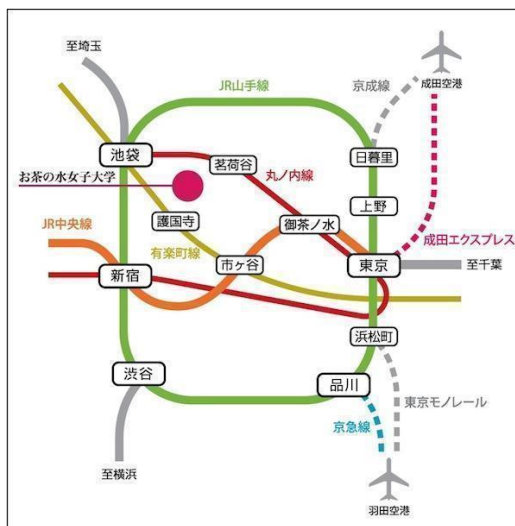 至埼玉
JR山手線
京成線
成田空港
池袋
茗荷谷
丸ノ内線
日暮里
お茶の水女子大学
護国寺
御茶ノ水
上野
JR中央線
有楽町線
市ヶ谷
東京
成田エクスプレス
新宿
至千葉
浜松町
渋谷
品川
東京モノレール
京急線
至横浜
羽田空港